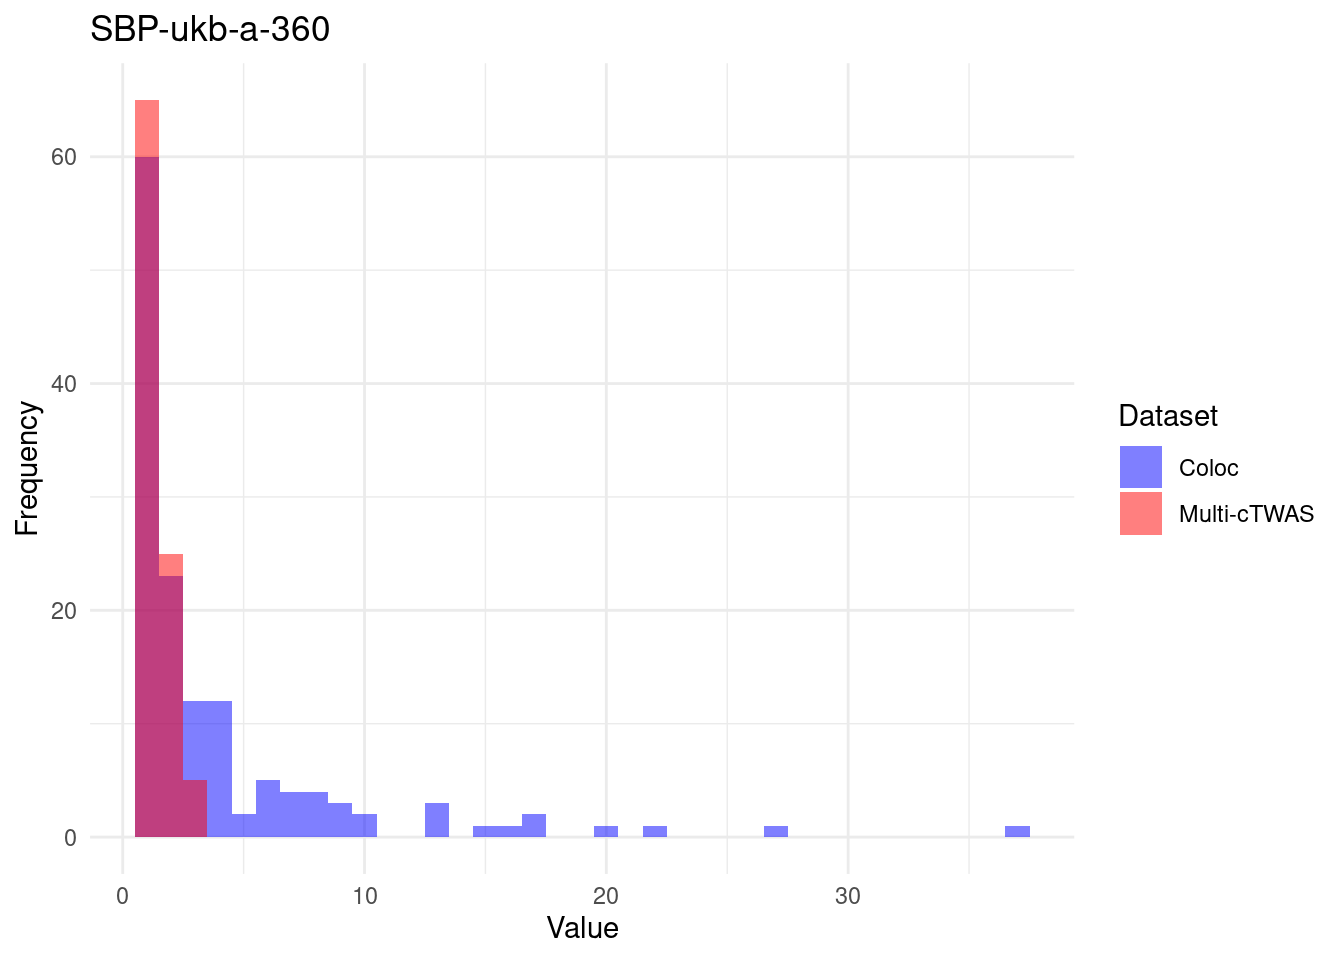 SBP-ukb-a-360
60
40
20
0
Frequency
0 10 20 30
Value
Dataset
Coloc
Multi-cTWAS